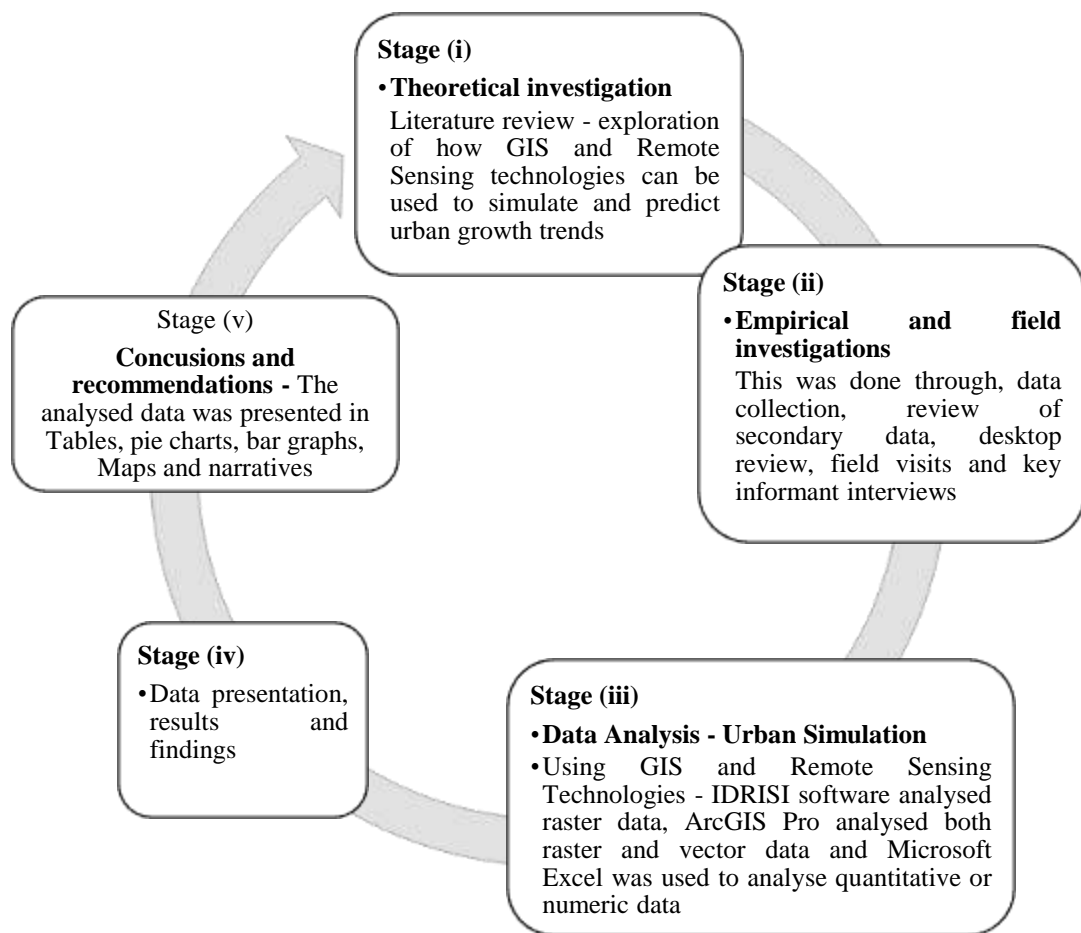 Stage (i)
•Theoretical investigation
Literature review - exploration
of how GIS and Remote
Sensing technologies can be
used to simulate and predict
urban growth trends
Stage (ii)
•Empirical and field
investigations
This was done through, data
collection, review of
secondary data, desktop
review, field visits and key
informant interviews
Stage (iii)
•Data Analysis - Urban Simulation
•Using GIS and Remote Sensing
Technologies - IDRISI software analysed
raster data, ArcGIS Pro analysed both
raster and vector data and Microsoft
Excel was used to analyse quantitative or
numeric data
Stage (iv)
•Data presentation,
results and
findings
Stage (v)
Concusions and
recommendations - The
analysed data was presented in
Tables, pie charts, bar graphs,
Maps and narratives